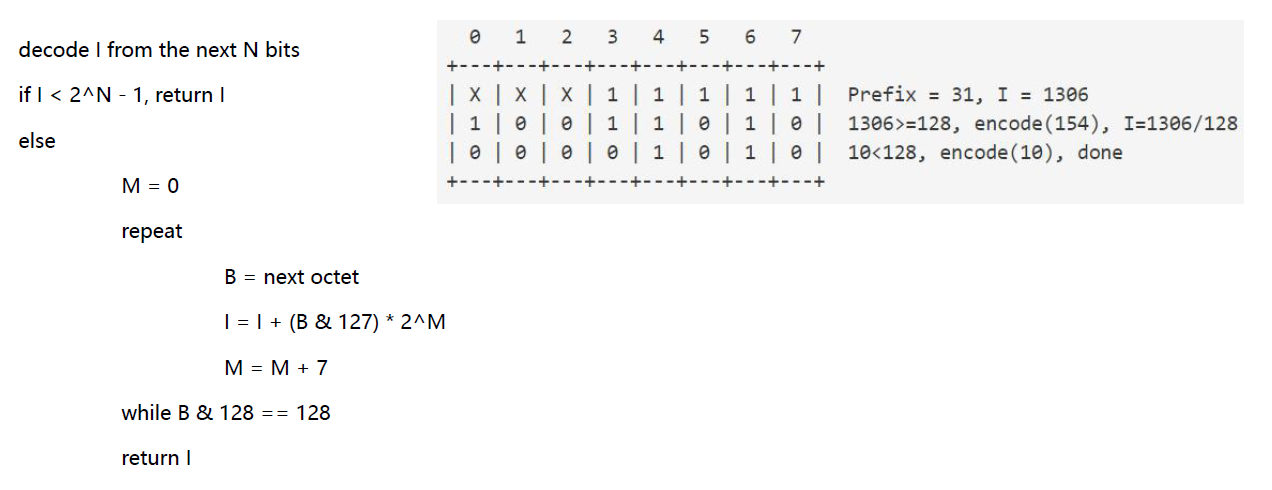 decode I from the next N bits
if I < 2^N - 1, return I
else
M = 0
repeat
B = next octet
I = I + (B & 127) * 2^M
M = M + 7
while B & 128 == 128
return I
0 1 2 3 4 5 6 7
+---+---+---+---+---+---+---+---+
| X | X | X | 1 | 1 | 1 | 1 | 1 | Prefix = 31, I = 1306
| 1 | 0 | 0 | 1 | 1 | 0 | 1 | 0 | 1306>=128, encode(154), I=1306/128
| 0 | 0 | 0 | 0 | 1 | 0 | 1 | 0 | 10<128, encode(10), done
+---+---+---+---+---+---+---+---+